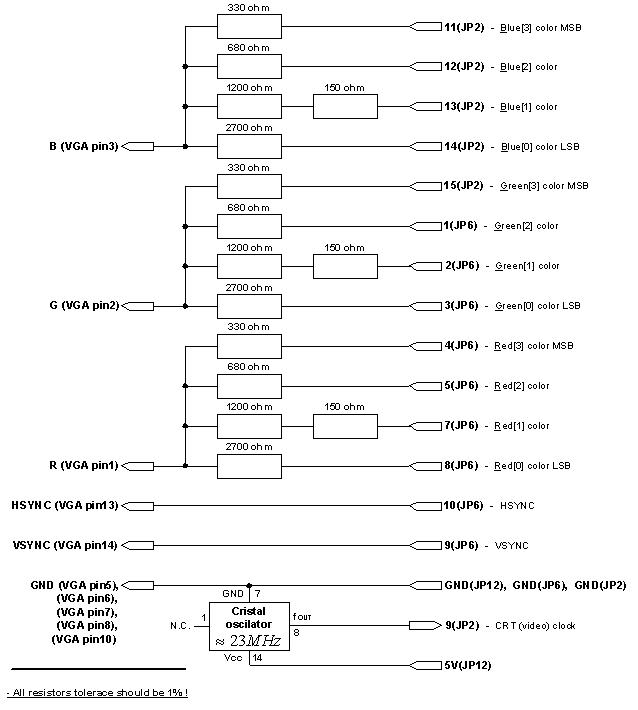 330 ohm
11(JP2) - Blue[3] color MSB
680 ohm
12(JP2) - Blue[2] color
1200 ohm 150 ohm
13(JP2) - Blue[1] color
2700 ohm
B (VGA pin3) 14(JP2) - Blue[0] color LSB
330 ohm
15(JP2) - Green[3] color MSB
680 ohm
1(JP6) - Green[2] color
1200 ohm 150 ohm
2(JP6) - Green[1] color
2700 ohm
G (VGA pin2) 3(JP6) - Green[0] color LSB
330 ohm
4(JP6) - Red[3] color MSB
680 ohm
5(JP6) - Red[2] color
1200 ohm 150 ohm
7(JP6) - Red[1] color
2700 ohm
R (VGA pin1) 8(JP6) - Red[0] color LSB
HSYNC (VGA pin13) 10(JP6) - HSYNC
VSYNC (VGA pin14) 9(JP6) - VSYNC
GND (VGA pin5), GND(JP12), GND(JP6), GND(JP2)
(VGA pin6),
(VGA pin7),
(VGA pin8),
(VGA pin10)
GND 7
N.C. 1
Cristal
oscilator
≈ 23MHz
fOUT
8
9(JP2) - CRT (video) clock
Vcc 14
5V(JP12)
- All resistors tolerace should be 1% !